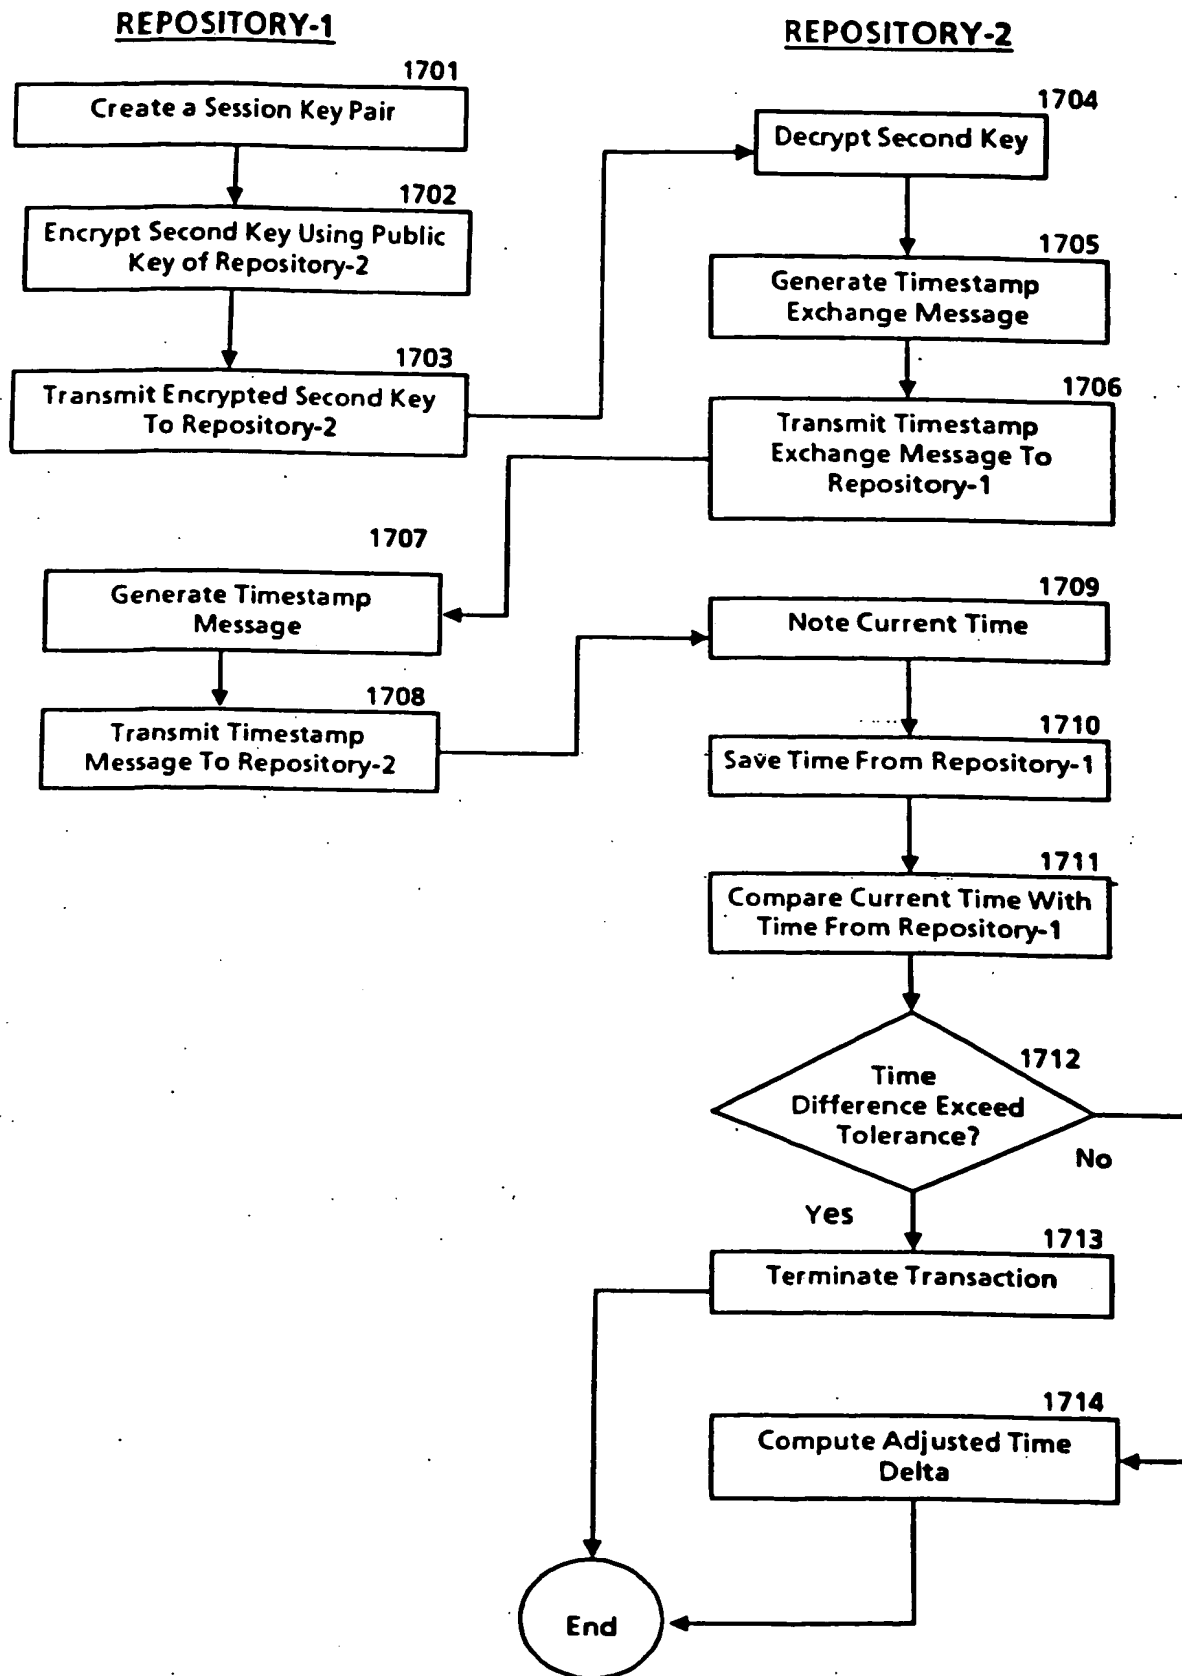 REPOSITORY-1
1701
Create a Session Key Pair
1702
Encrypt Second Key Using Public
Key of Repository-2
1703
Transmit Encrypted Second Key
To Repository-2
REPOSITORY-2
1704
Decrypt Second Key
1705
Generate Timestamp
Exchange Message
1706
Transmit Timestamp
Exchange Message To
Repository-1
1707
Generate Timestamp
Message
1708
Transmit Timestamp
Message To Repository-2
1709
Note Current Time
1710
Save Time From Repository-1
1711
Compare Current Time With
Time From Repository-1
1712
Time
Difference Exceed
Tolerance?
No
Yes
1713
Terminate Transaction
1714
Compute Adjusted Time
Delta
End